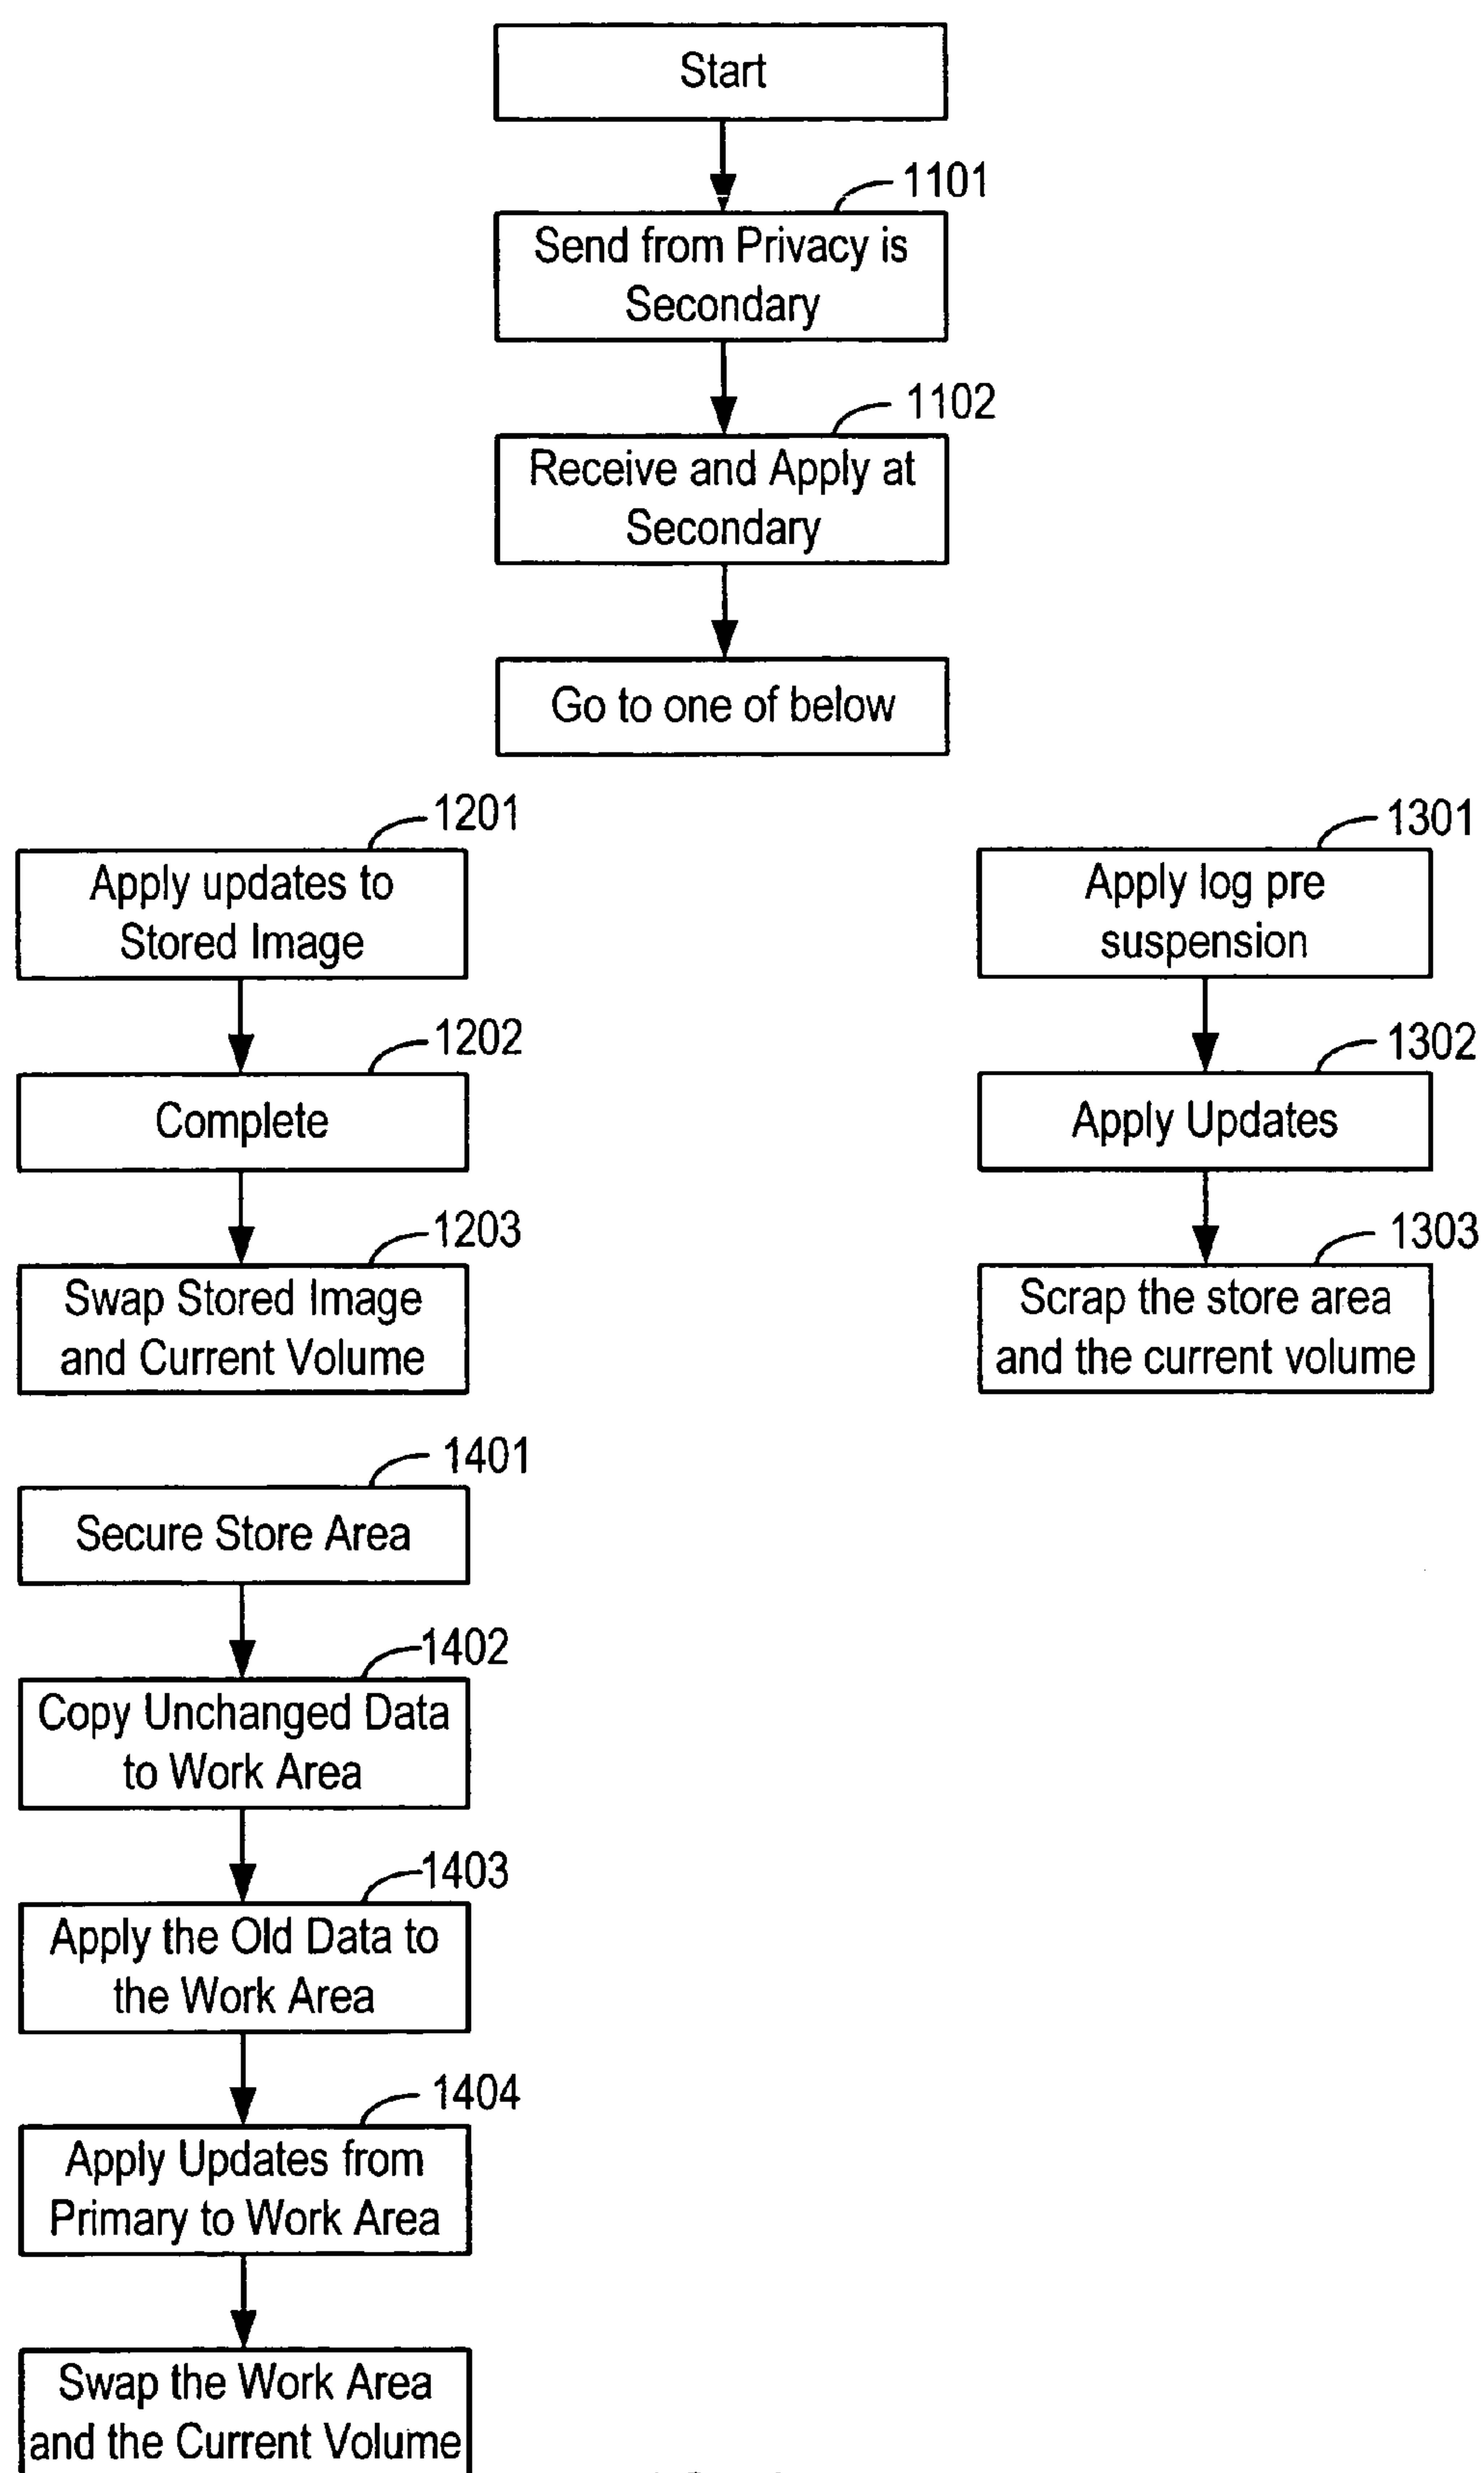 Start
1101
Send from Privacy is
Secondary
1102
Receive and Apply at
Secondary
Go to one of below
1201
Apply updates to
Stored Image
1202
Complete
1203
Swap Stored Image
and Current Volume
1301
Apply log pre
suspension
1302
Apply Updates
1303
Scrap the store area
and the current volume
1401
Secure Store Area
1402
Copy Unchanged Data
to Work Area
1403
Apply the Old Data to
the Work Area
1404
Apply Updates from
Primary to Work Area
Swap the Work Area
and the Current Volume